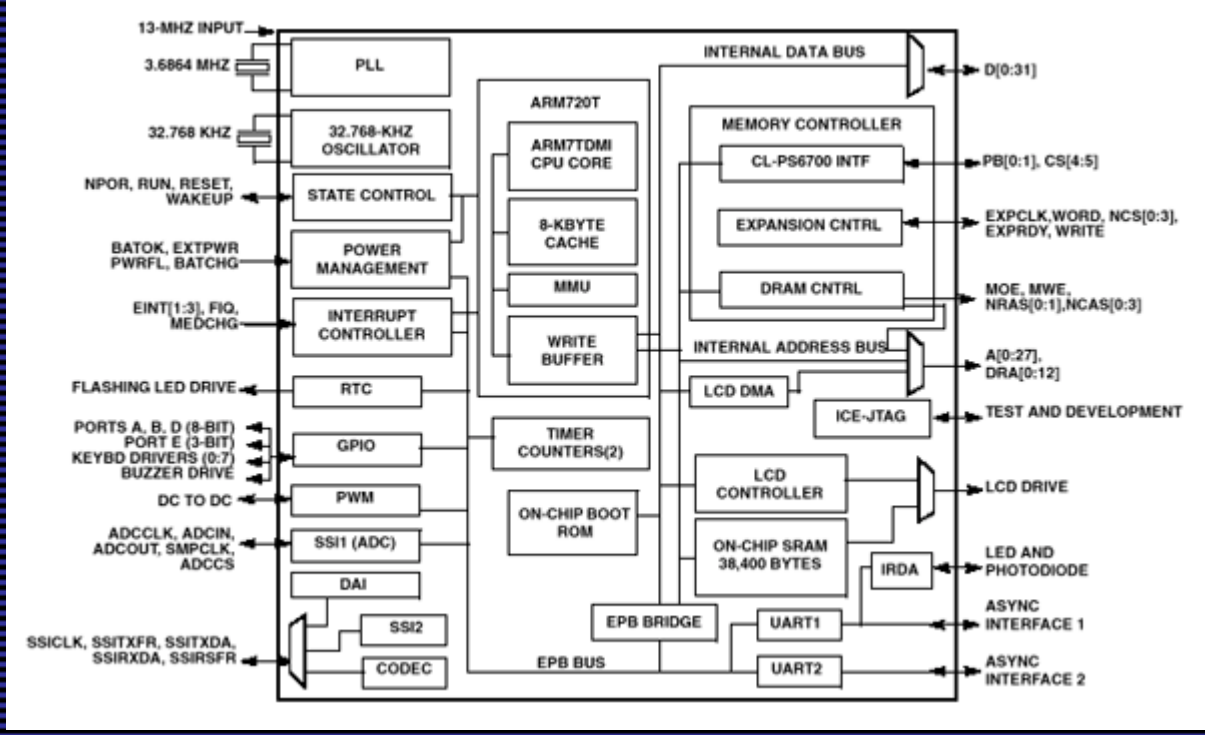 13-MHZ INPUT
3.6864 MHZ
PLL
INTERNAL DATA BUS
D[0:31]
ARM720T
32.768 KHZ
32.768-KHZ
OSCILLATOR
ARM7TDMI
CPU CORE
MEMORY CONTROLLER
CL-PS6700 INTF
PB[0:1], CS[4:5]
NPOR, RUN, RESET,
WAKEUP
STATE CONTROL
8-KBYTE
CACHE
EXPANSION CNTRL
EXPCLK,WORD, NCS[0:3],
EXPRDY, WRITE
BATOK, EXTPWR
PWRFL, BATCHG
POWER
MANAGEMENT
MMU
DRAM CNTRL
MOE, MWE,
NRAS[0:1],NCAS[0:3]
EINT[1:3], FIQ,
MEDCHG
INTERRUPT
CONTROLLER
WRITE
BUFFER
INTERNAL ADDRESS BUS
A[0:27],
DRA[0:12]
FLASHING LED DRIVE
RTC
LCD DMA
ICE-JTAG
TEST AND DEVELOPMENT
PORTS A, B, D (8-BIT)
PORT E (3-BIT)
KEYBD DRIVERS (0:7)
BUZZER DRIVE
GPIO
TIMER
COUNTERS(2)
LCD
CONTROLLER
LCD DRIVE
DC TO DC
PWM
ON-CHIP BOOT
ROM
ADCCLK, ADCIN,
ADCOUT, SMPCLK,
ADCCS
SSI1 (ADC)
ON-CHIP SRAM
38,400 BYTES
IRDA
LED AND
PHOTODIODE
DAI
SSI2
EPB BRIDGE
UART1
ASYNC
INTERFACE 1
SSICLK, SSITXFR, SSITXDA,
SSIRXDA, SSIRSFR
CODEC
EPB BUS
UART2
ASYNC
INTERFACE 2